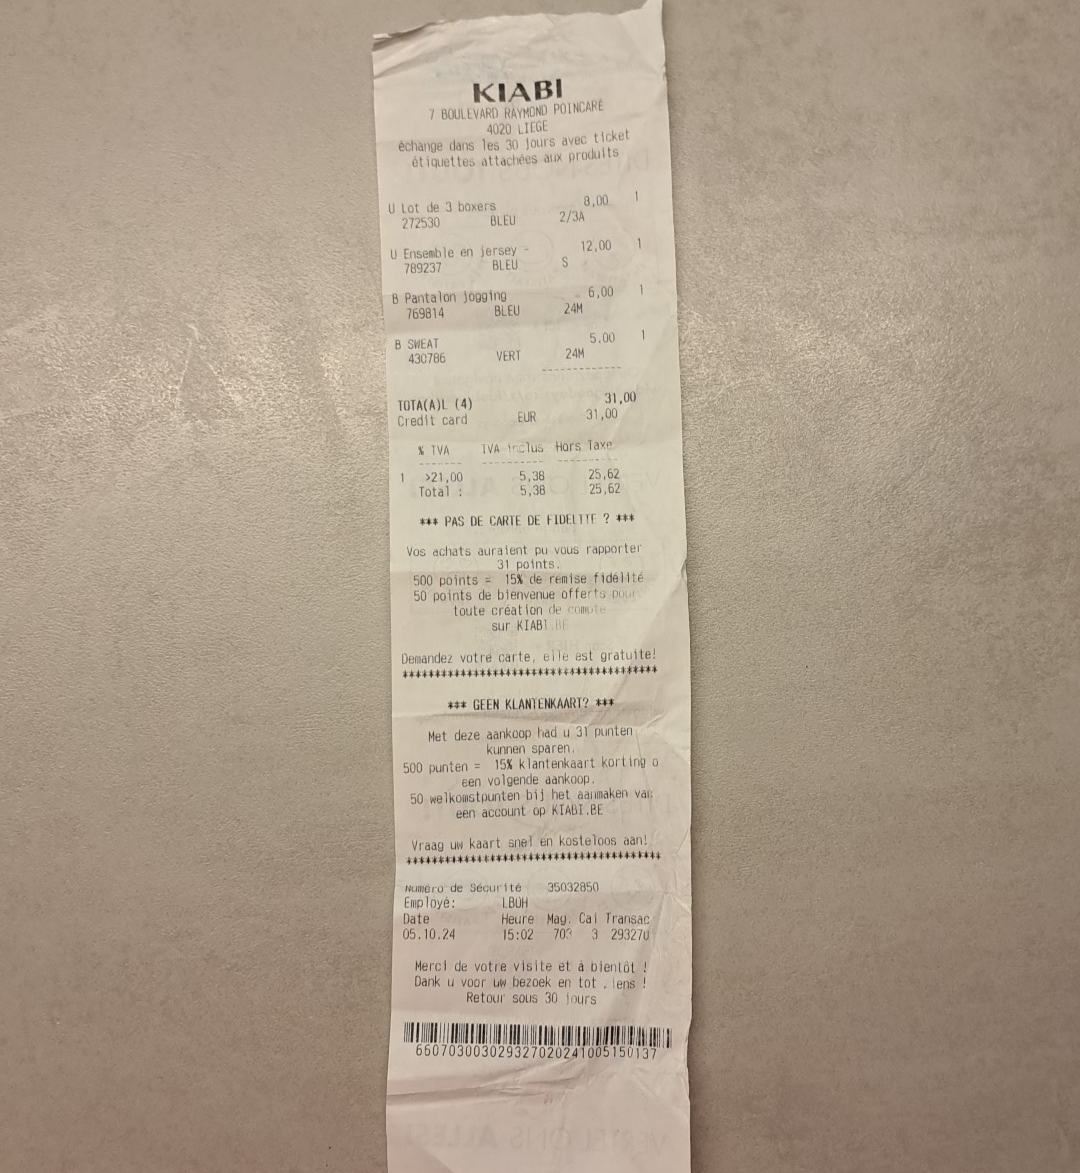 KIABI
7 BOULEVARD RAYMOND POINCARÉ
4020 LIEGE
échange dans les 30 jours avec ticket
étiquettes attachées aux produits
U Lot de 3 boxers 8,00 1
272530 BLEU 2/3A
U Ensemble en jersey - 12,00 1
789237 BLEU S
B Pantalon jogging 6,00 1
769814 BLEU 24M
B SWEAT 5.00 1
430786 VERT 24M
------------
TOTA(A)L (4) 31,00
Credit card EUR 31,00
% TVA TVA inclus Hors Taxe
1 >21,00 5,38 25,62
Total : 5,38 25,62
*** PAS DE CARTE DE FIDELITE ? ***
Vos achats auraient pu vous rapporter
31 points.
500 points = 15% de remise fidélité
50 points de bienvenue offerts pour
toute création de compte
sur KIABI.BE
Demandez votre carte, elle est gratuite!
***************************************
*** GEEN KLANTENKAART? ***
Met deze aankoop had u 31 punten
kunnen sparen.
500 punten = 15% klantenkaart korting o
een volgende aankoop.
50 welkomstpunten bij het aanmaken van
een account op KIABI.BE
Vraag uw kaart snel en kosteloos aan!
***************************************
Numéro de Sécurité 35032850
Employé: LBOH
Date Heure Mag. Cai Transac
05.10.24 15:02 703 3 293270
Merci de votre visite et à bientôt !
Dank u voor uw bezoek en tot !
Retour sous 30 jours
660703003029327020241005150137